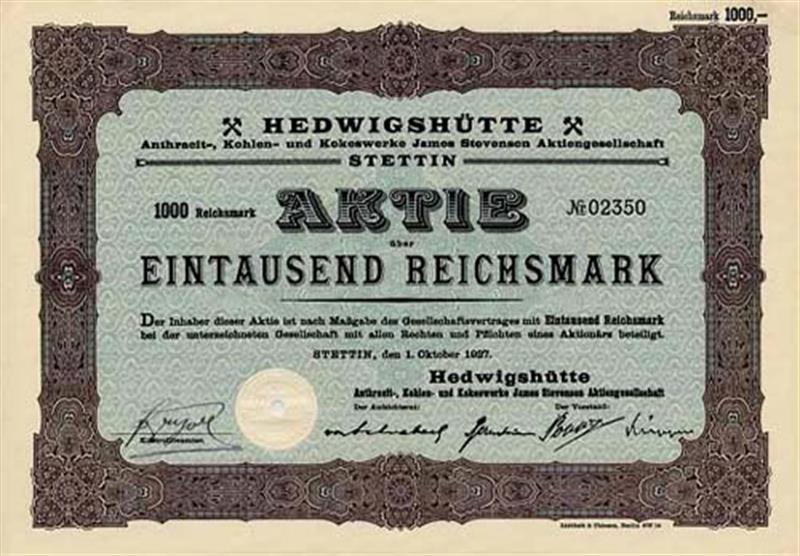 Reichsmark 1000,—
HEDWIGSHÜTTE
Anthracit-, Kohlen- und Kokeswerke James Stevenson Aktiengesellschaft
STETTIN
1000 Reichsmark AKTIE № 02350
über
EINTAUSEND REICHSMARK
Der Inhaber dieser Aktie ist nach Maßgabe des Gesellschaftsvertrages mit Eintausend Reichsmark
bei der unterzeichneten Gesellschaft mit allen Rechten und Pflichten eines Aktionärs beteiligt.
STETTIN, den 1. Oktober 1927.
Hedwigshütte
Anthracit-, Kohlen- und Kokeswerke James Stevenson Aktiengesellschaft
Der Aufsichtsrat: Der Vorstand:
Kontrollbeamter.